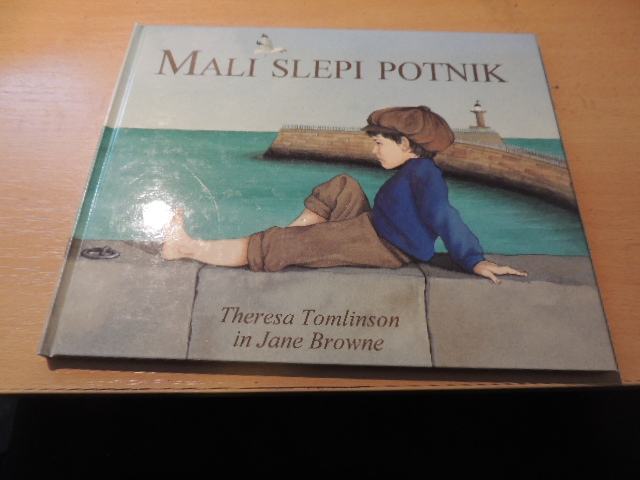 MALI SLEPI POTNIK
Theresa Tomlinson
in Jane Browne